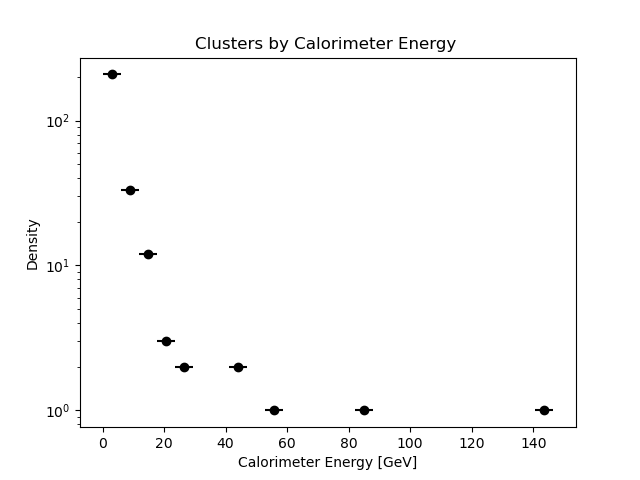 Clusters by Calorimeter Energy
Density
10²
10¹
10⁰
0 20 40 60 80 100 120 140
Calorimeter Energy [GeV]